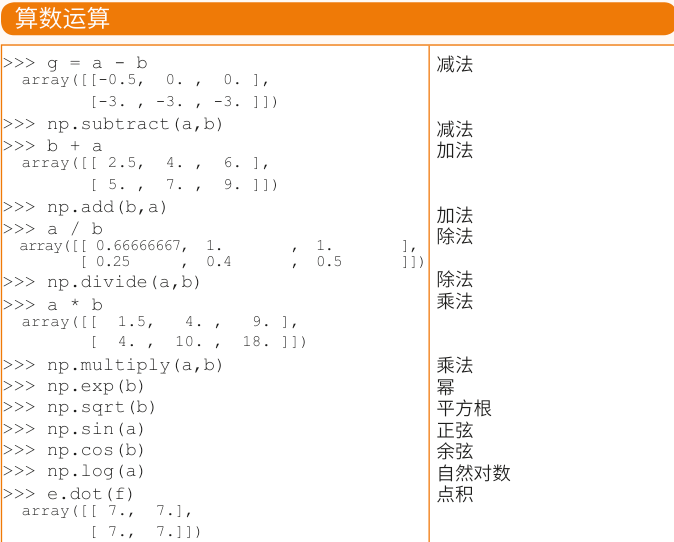 算数运算
>>> g = a - b 减法
array([[-0.5, 0. , 0. ],
[-3. , -3. , -3. ]])
>>> np.subtract(a,b) 减法
>>> b + a 加法
array([[ 2.5, 4. , 6. ],
[ 5. , 7. , 9. ]])
>>> np.add(b,a) 加法
>>> a / b 除法
array([[ 0.66666667, 1. , 1. ],
[ 0.25 , 0.4 , 0.5 ]])
>>> np.divide(a,b) 除法
>>> a * b 乘法
array([[ 1.5, 4. , 9. ],
[ 4. , 10. , 18. ]])
>>> np.multiply(a,b) 乘法
>>> np.exp(b) 幂
>>> np.sqrt(b) 平方根
>>> np.sin(a) 正弦
>>> np.cos(b) 余弦
>>> np.log(a) 自然对数
>>> e.dot(f) 点积
array([[ 7., 7.],
[ 7., 7.]])